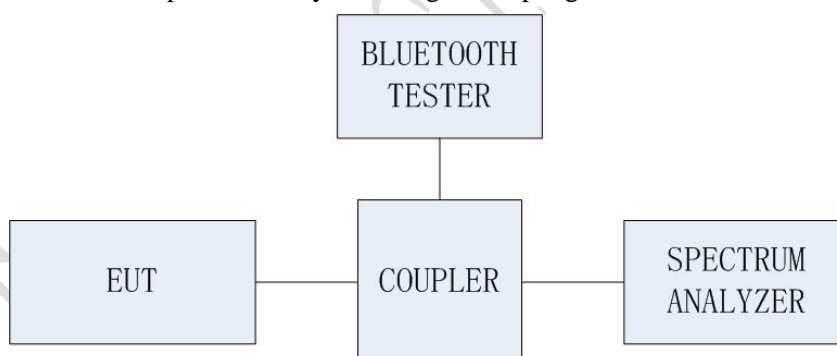 BLUETOOTH
TESTER
EUT
COUPLER
SPECTRUM
ANALYZER